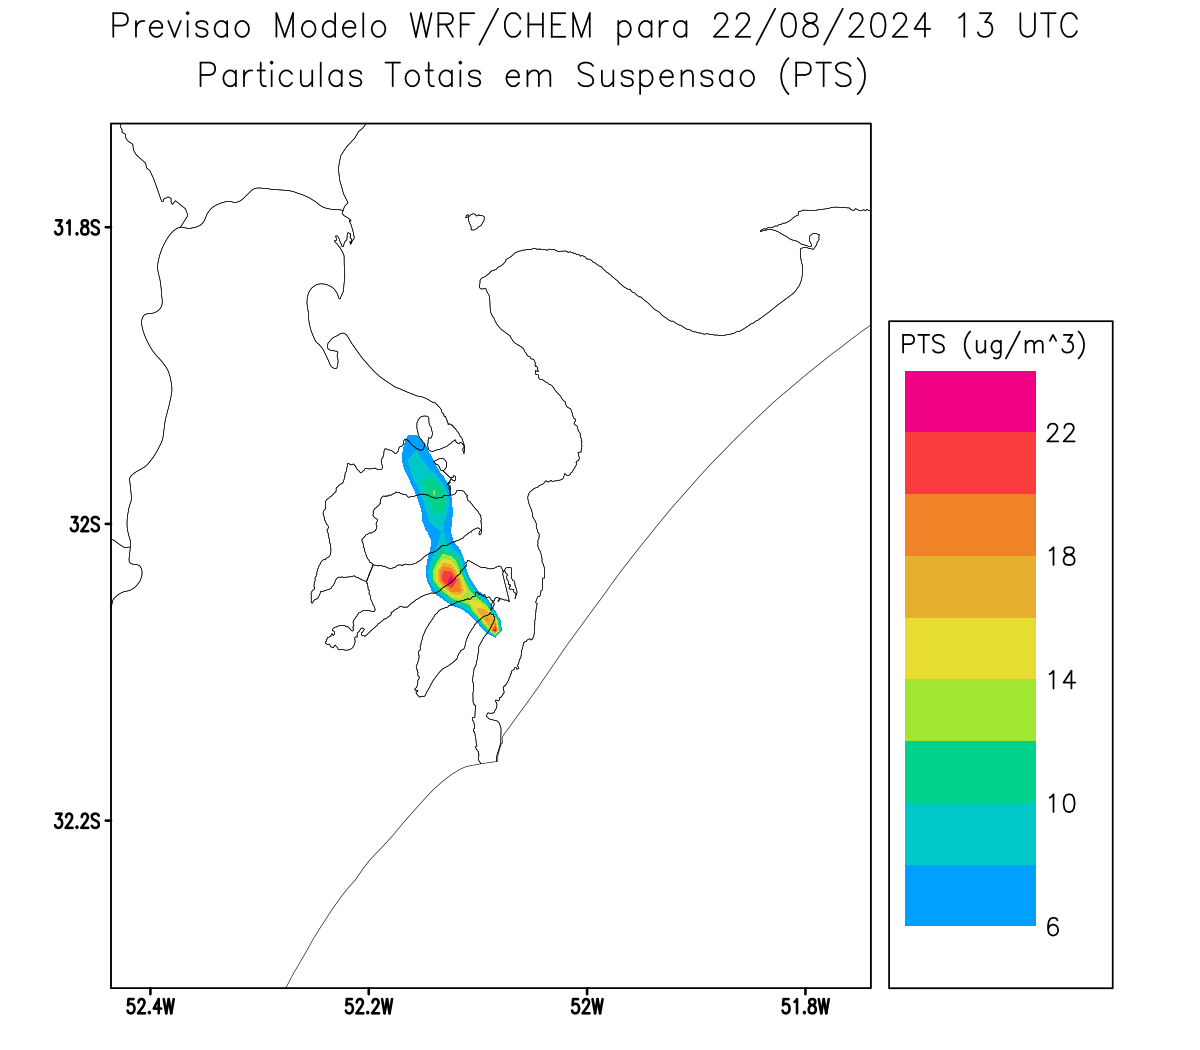 Previsao Modelo WRF/CHEM para 22/08/2024 13 UTC
Particulas Totais em Suspensao (PTS)
31.8S
32S
32.2S
52.4W
52.2W
52W
51.8W
PTS (ug/m^3)
22
18
14
10
6